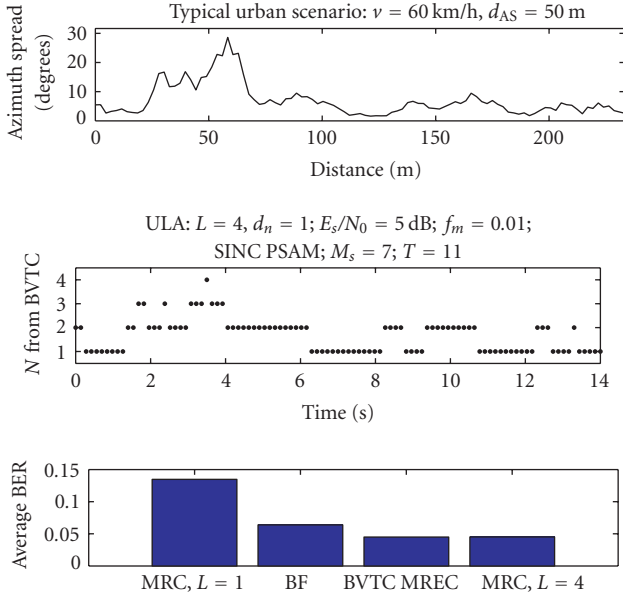 Typical urban scenario: v = 60 km/h, d_AS = 50 m
Azimuth spread
(degrees)
30
20
10
0
0 50 100 150 200
Distance (m)
ULA: L = 4, d_n = 1; E_s/N_0 = 5 dB; f_m = 0.01;
SINC PSAM; M_s = 7; T = 11
N from BVTC
4
3
2
1
0 2 4 6 8 10 12 14
Time (s)
Average BER
0.15
0.1
0.05
0
MRC, L = 1 BF BVTC MREC MRC, L = 4